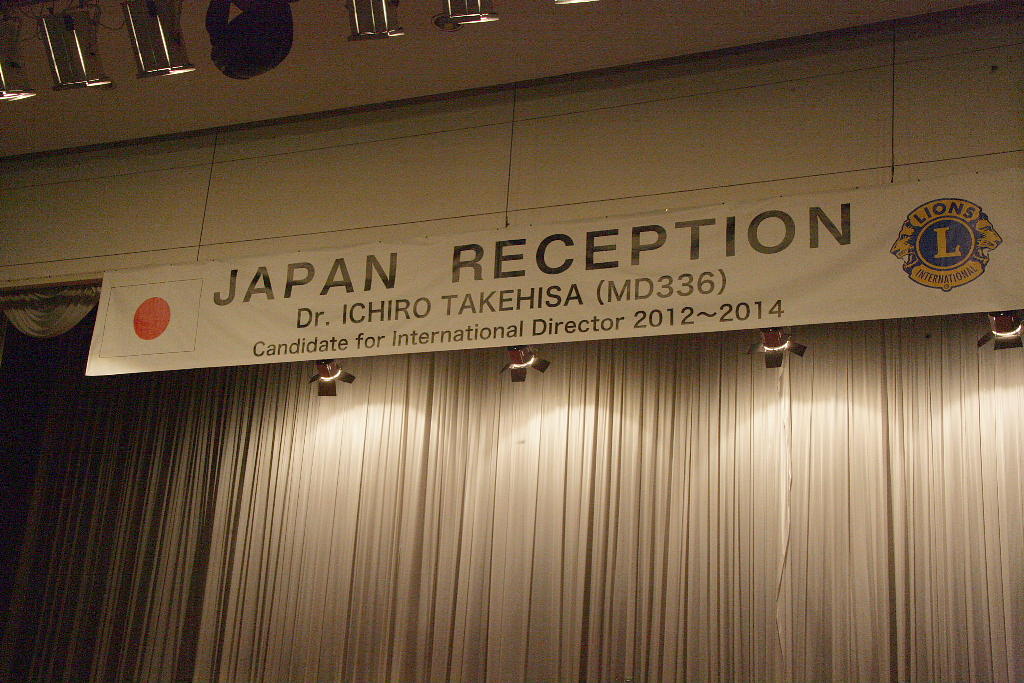 JAPAN RECEPTION
Dr. ICHIRO TAKEHISA (MD336)
Candidate for International Director 2012～2014
LIONS
L
INTERNATIONAL